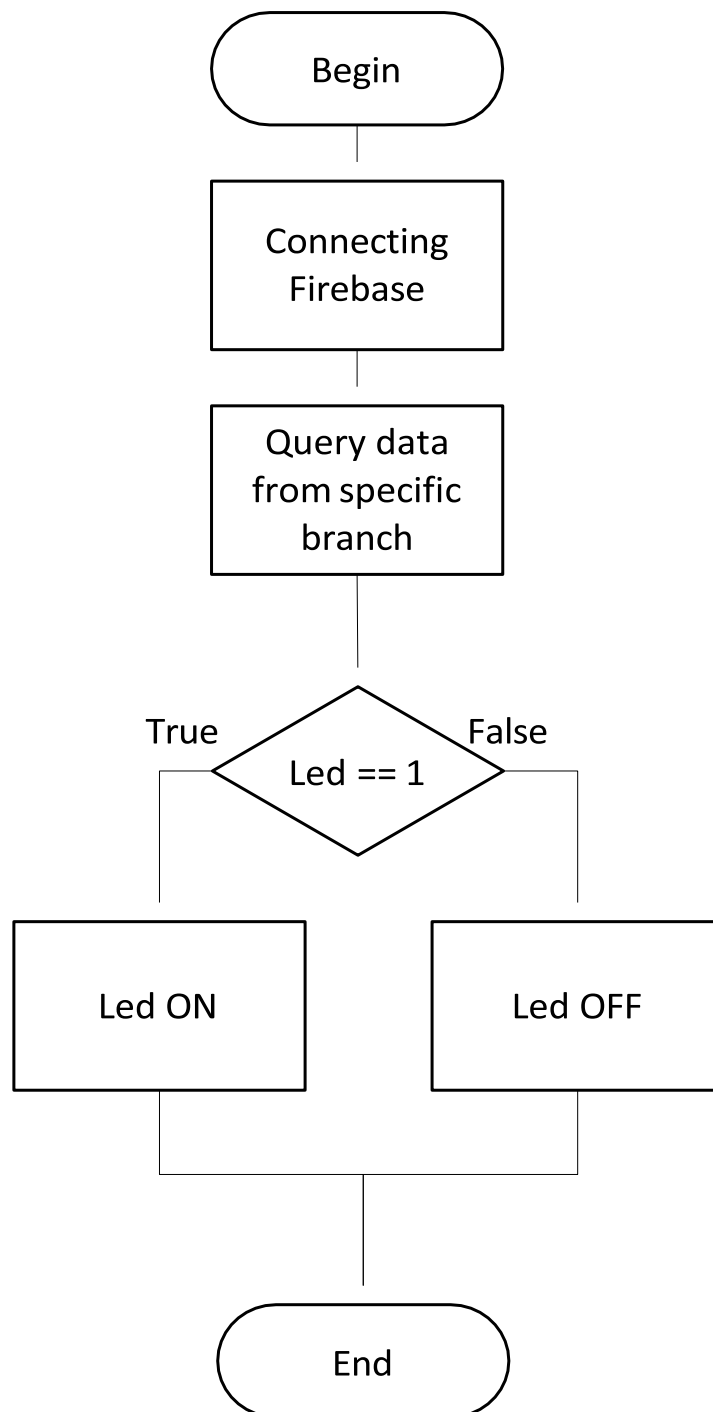 Begin
Connecting
Firebase
Query data
from specific
branch
True
False
Led == 1
Led ON
Led OFF
End